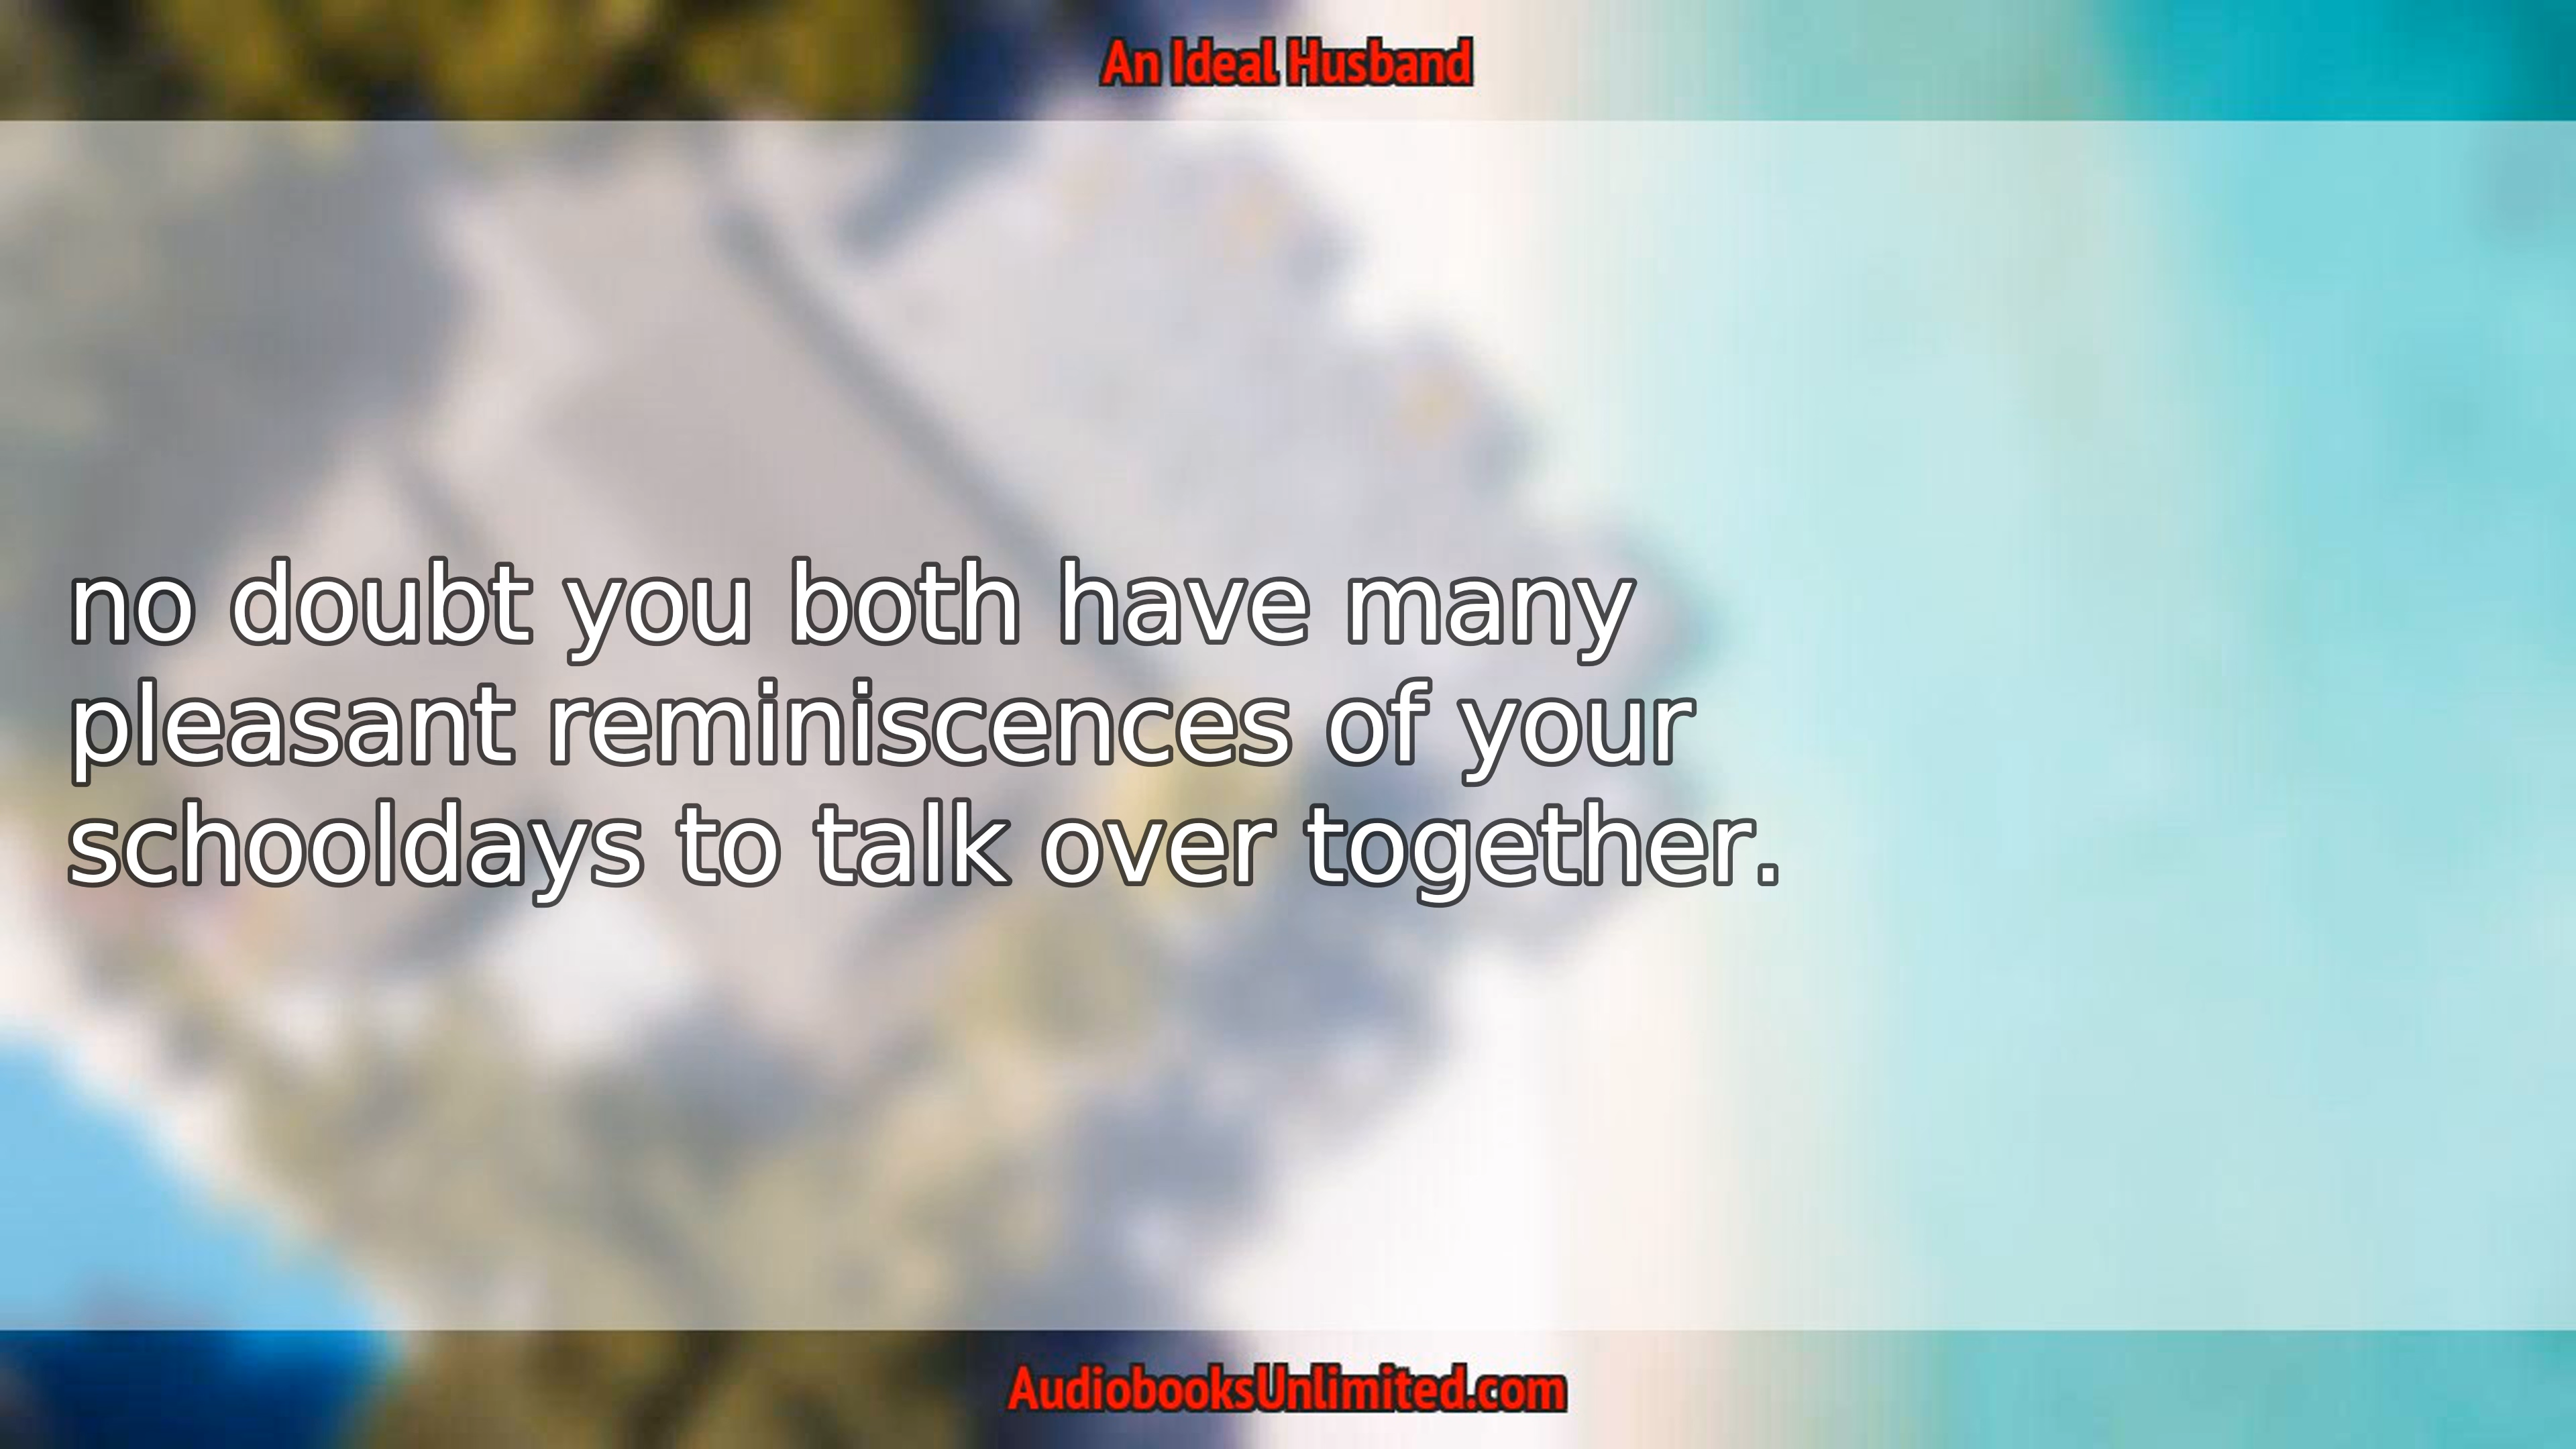 An Ideal Husband
no doubt you both have many
pleasant reminiscences of your
schooldays to talk over together.
AudiobooksUnlimited.com